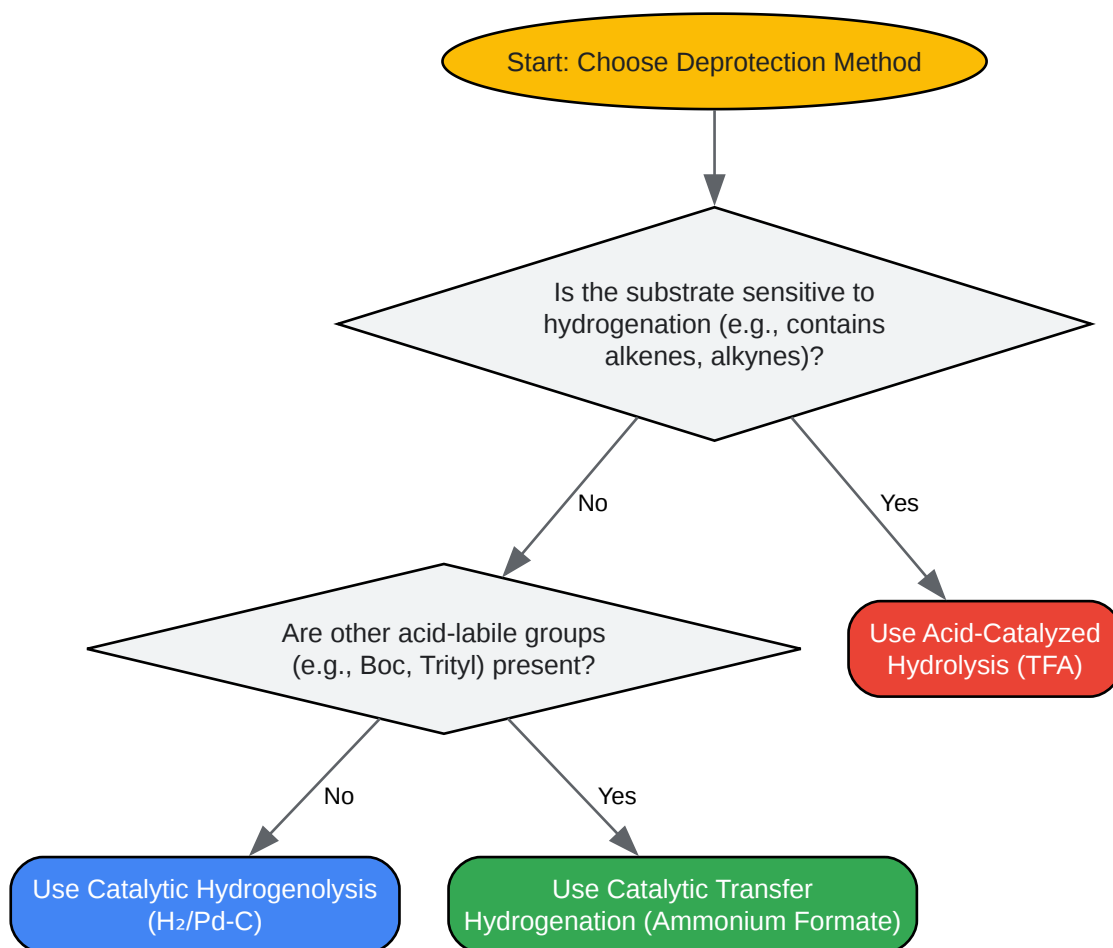 Start: Choose Deprotection Method
Is the substrate sensitive to
hydrogenation (e.g., contains
alkenes, alkynes)?
No
Yes
Are other acid-labile groups
(e.g., Boc, Trityl) present?
Use Acid-Catalyzed
Hydrolysis (TFA)
No
Yes
Use Catalytic Hydrogenolysis
(H₂/Pd-C)
Use Catalytic Transfer
Hydrogenation (Ammonium Formate)